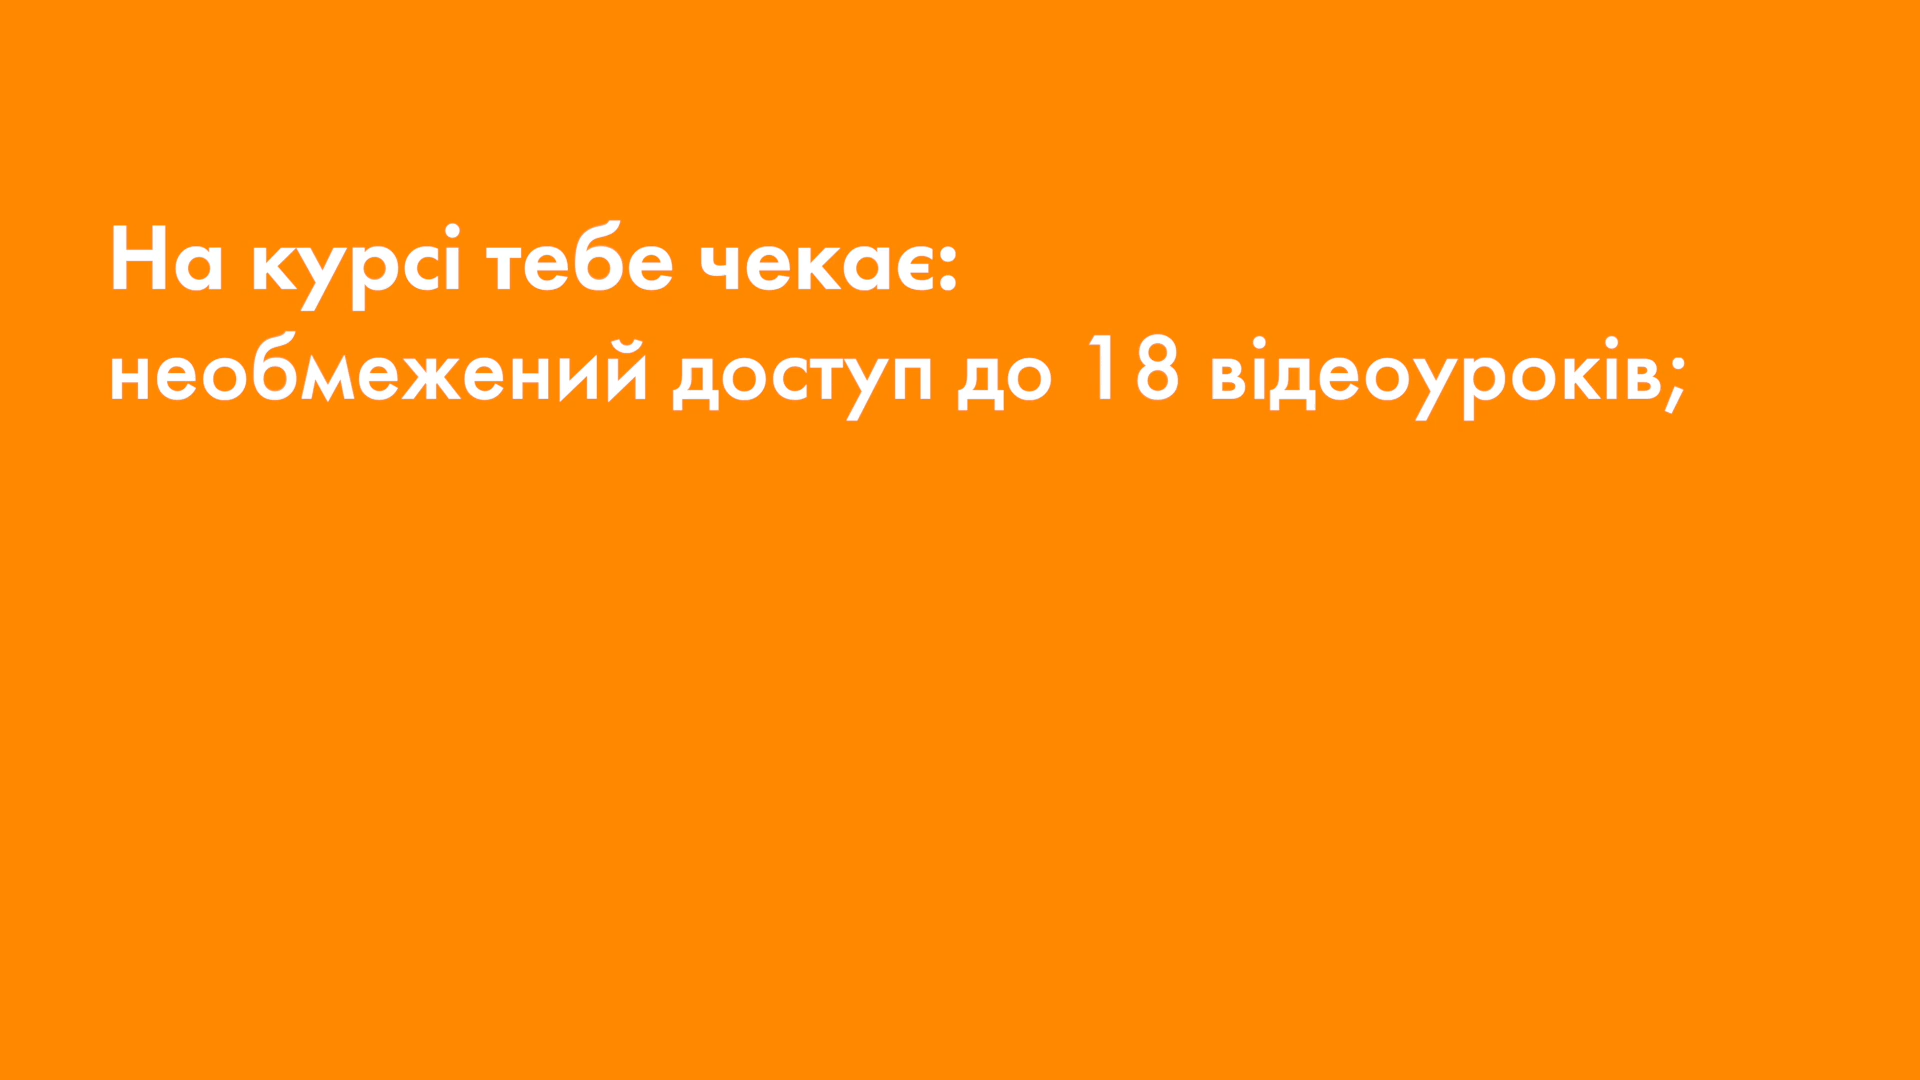 На курсі тебе чекає:
необмежений доступ до 18 відеоуроків;